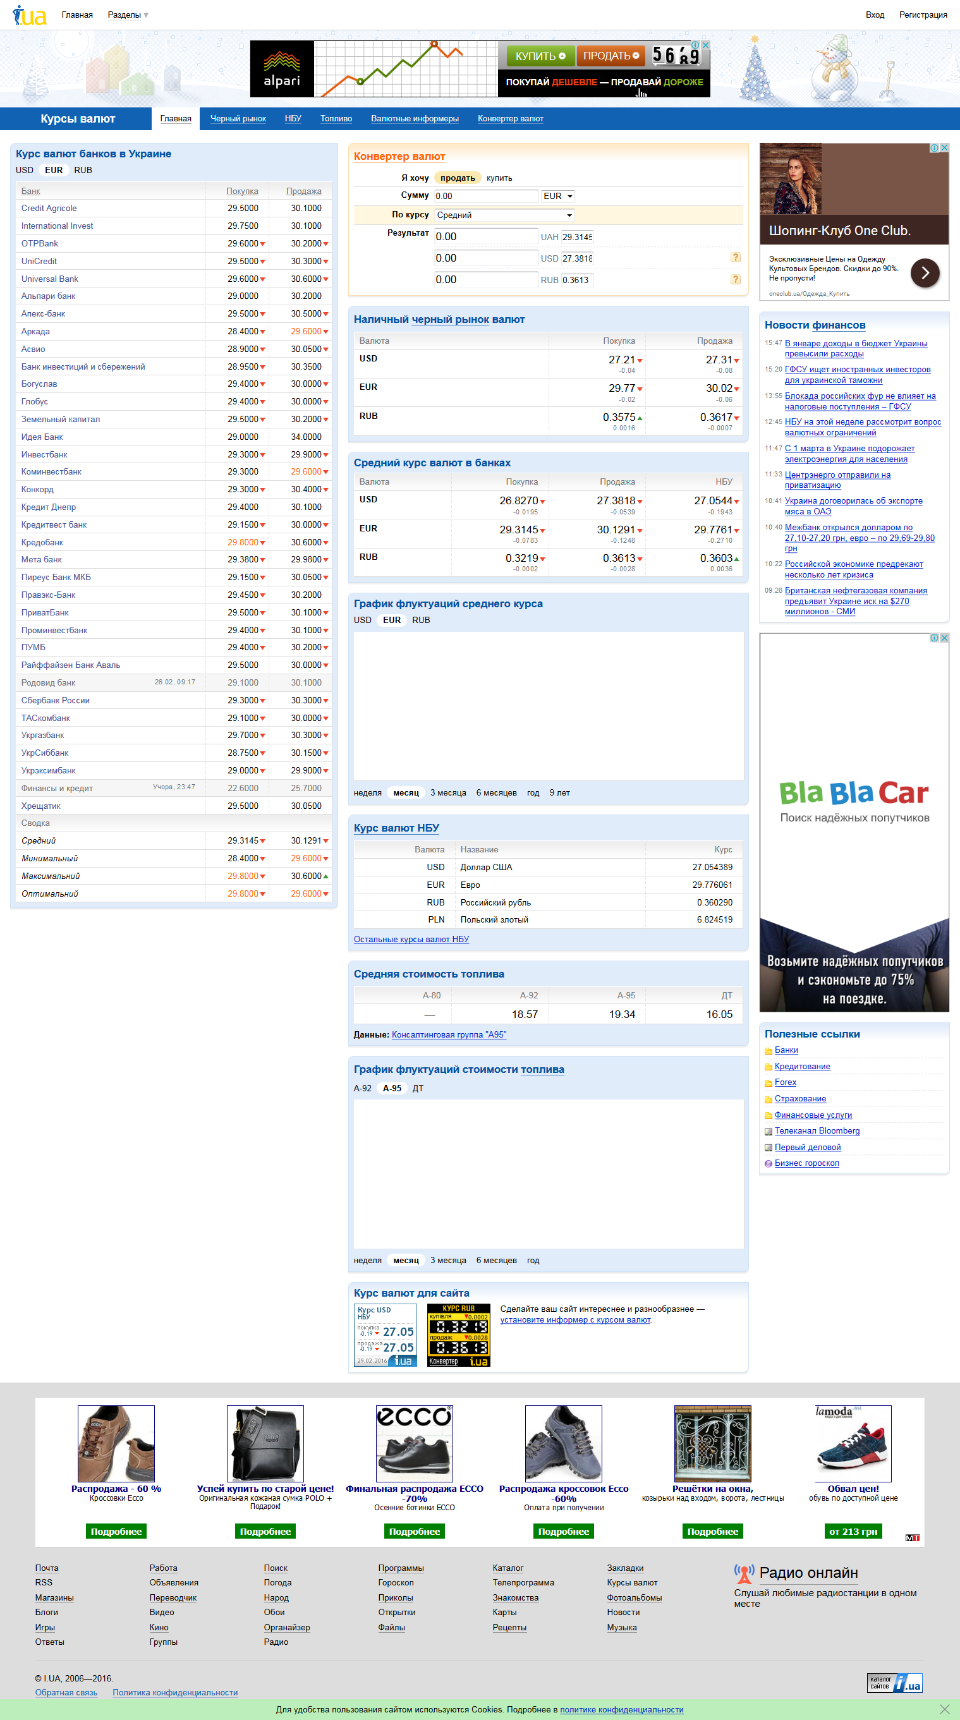 i.ua Главная Разделы Вход Регистрация
alpari КУПИТЬ ПРОДАТЬ
ПОКУПАЙ ДЕШЕВЛЕ — ПРОДАВАЙ ДОРОЖЕ
Курсы валют Главная Черный рынок НБУ Топливо Валютные информеры Конвертер валют
Курс валют банков в Украине
USD EUR RUB
Банк Покупка Продажа
Credit Agricole 29.5000 30.1000
International Invest 29.7500 30.1000
OTPBank 29.6000 30.2000
UniCredit 29.5000 30.3000
Universal Bank 29.6000 30.6000
Альпари банк 29.0000 30.2000
Апекс-банк 29.5000 30.5000
Аркада 28.4000 29.6000
Асвио 28.9000 30.0500
Банк инвестиций и сбережений 28.9500 30.3500
Богуслав 29.4000 30.0000
Глобус 29.4000 30.0000
Земельный капитал 29.5000 30.2000
Идея Банк 29.0000 34.0000
Инвестбанк 29.3000 29.9000
Коминвестбанк 29.3000 29.6000
Конкорд 29.3000 30.4000
Кредит Днепр 29.4000 30.1000
Кредитвест банк 29.1500 30.0000
Кредобанк 29.8000 30.6000
Мета банк 29.3800 29.9800
Пиреус Банк МКБ 29.1500 30.0500
Правэкс-Банк 29.4500 30.2000
ПриватБанк 29.5000 30.1000
Проминвестбанк 29.4000 30.1000
ПУМБ 29.4000 30.2000
Райффайзен Банк Аваль 29.5000 30.0000
Родовид банк 26.02, 09:17 29.1000 30.1000
Сбербанк России 29.3000 30.3000
ТАСкомбанк 29.1000 30.0000
Укргазбанк 29.7000 30.3000
УкрСиббанк 28.7500 30.1500
Укрэксимбанк 29.0000 29.9000
Финансы и кредит Учора, 23:47 22.6000 25.7000
Хрещатик 29.5000 30.0500
Сводка
Средний 29.3145 30.1291
Минимальный 28.4000 29.6000
Максимальный 29.8000 30.6000
Оптимальний 29.8000 29.6000
Конвертер валют
Я хочу продать купить
Сумму 0.00 EUR
По курсу Средний
Результат 0.00 UAH 29.3145
0.00 USD 27.3818
0.00 RUB 0.3613
Наличный черный рынок валют
Валюта Покупка Продажа
USD 27.21 27.31
-0.04 -0.08
EUR 29.77 30.02
-0.02 -0.06
RUB 0.3575 0.3617
0.0016 -0.0007
Средний курс валют в банках
Валюта Покупка Продажа НБУ
USD 26.8270 27.3818 27.0544
-0.0195 -0.0539 -0.1943
EUR 29.3145 30.1291 29.7761
-0.0783 -0.1248 -0.2710
RUB 0.3219 0.3613 0.3603
-0.0002 -0.0028 0.0036
График флуктуаций среднего курса
USD EUR RUB
неделя месяц 3 месяца 6 месяцев год 9 лет
Курс валют НБУ
Валюта Название Курс
USD Доллар США 27.054389
EUR Евро 29.776061
RUB Российский рубль 0.360290
PLN Польский злотый 6.824519
Остальные курсы валют НБУ
Средняя стоимость топлива
А-80 А-92 А-95 ДТ
— 18.57 19.34 16.05
Данные: Консалтинговая группа "А95"
График флуктуаций стоимости топлива
А-92 А-95 ДТ
неделя месяц 3 месяца 6 месяцев год
Курс валют для сайта
Курс USD
НБУ
покупка
-0.19 27.05
продажа
-0.19 27.05
29.02.2016 i.ua
КУРС RUB
купівля 0.0002
0.3219
продаж 0.0028
0.3613
Конвертер i.ua
Сделайте ваш сайт интереснее и разнообразнее —
установите информер с курсом валют.
Шопинг-Клуб One Club.
Эксклюзивные Цены на Одежду
Культовых Брендов. Скидки до 90%.
Не пропусти!
oneclub.ua/Одежда_Купить
Новости финансов
15:47 В январе доходы в бюджет Украины
превысили расходы
15:20 ГФСУ ищет иностранных инвесторов
для украинской таможни
13:55 Блокада российских фур не влияет на
налоговые поступления – ГФСУ
12:45 НБУ на этой неделе рассмотрит вопрос
валютных ограничений
11:47 С 1 марта в Украине подорожает
электроэнергия для населения
11:33 Центрэнерго отправили на
приватизацию
10:41 Украина договорилась об экспорте
мяса в ОАЭ
10:40 Межбанк открылся долларом по
27,10-27,20 грн, евро – по 29,69-29,80
грн
10:22 Российской экономике предрекают
несколько лет кризиса
09:26 Британская нефтегазовая компания
предъявит Украине иск на $270
миллионов - СМИ
BlaBlaCar
Поиск надёжных попутчиков
Возьмите надёжных попутчиков
и сэкономьте до 75%
на поездке.
Полезные ссылки
Банки
Кредитование
Forex
Страхование
Финансовые услуги
Телеканал Bloomberg
Первый деловой
Бизнес гороскоп
Распродажа - 60 %
Кроссовки Ecco
Подробнее
Успей купить по старой цене!
Оригинальная кожаная сумка POLO +
Подарок!
Подробнее
ecco
Финальная распродажа ECCO
-70%
Осенние ботинки ECCO
Подробнее
Распродажа кроссовок Ecco
-60%
Оплата при получении
Подробнее
Решётки на окна,
козырьки над входом, ворота, лестницы
Подробнее
lamoda
Обвал цен!
обувь по доступной цене
от 213 грн
МТ
Почта Работа Поиск Программы Каталог Закладки
RSS Объявления Погода Гороскоп Телепрограмма Курсы валют
Магазины Переводчик Народ Приколы Знакомства Фотоальбомы
Блоги Видео Обои Открытки Карты Новости
Игры Кино Органайзер Файлы Рецепты Музыка
Ответы Группы Радио
Радио онлайн
Слушай любимые радиостанции в одном
месте
© I.UA, 2006—2016.
Обратная связь Политика конфиденциальности
каталог
сайтов i.ua
Для удобства пользования сайтом используются Cookies. Подробнее в политике конфиденциальности